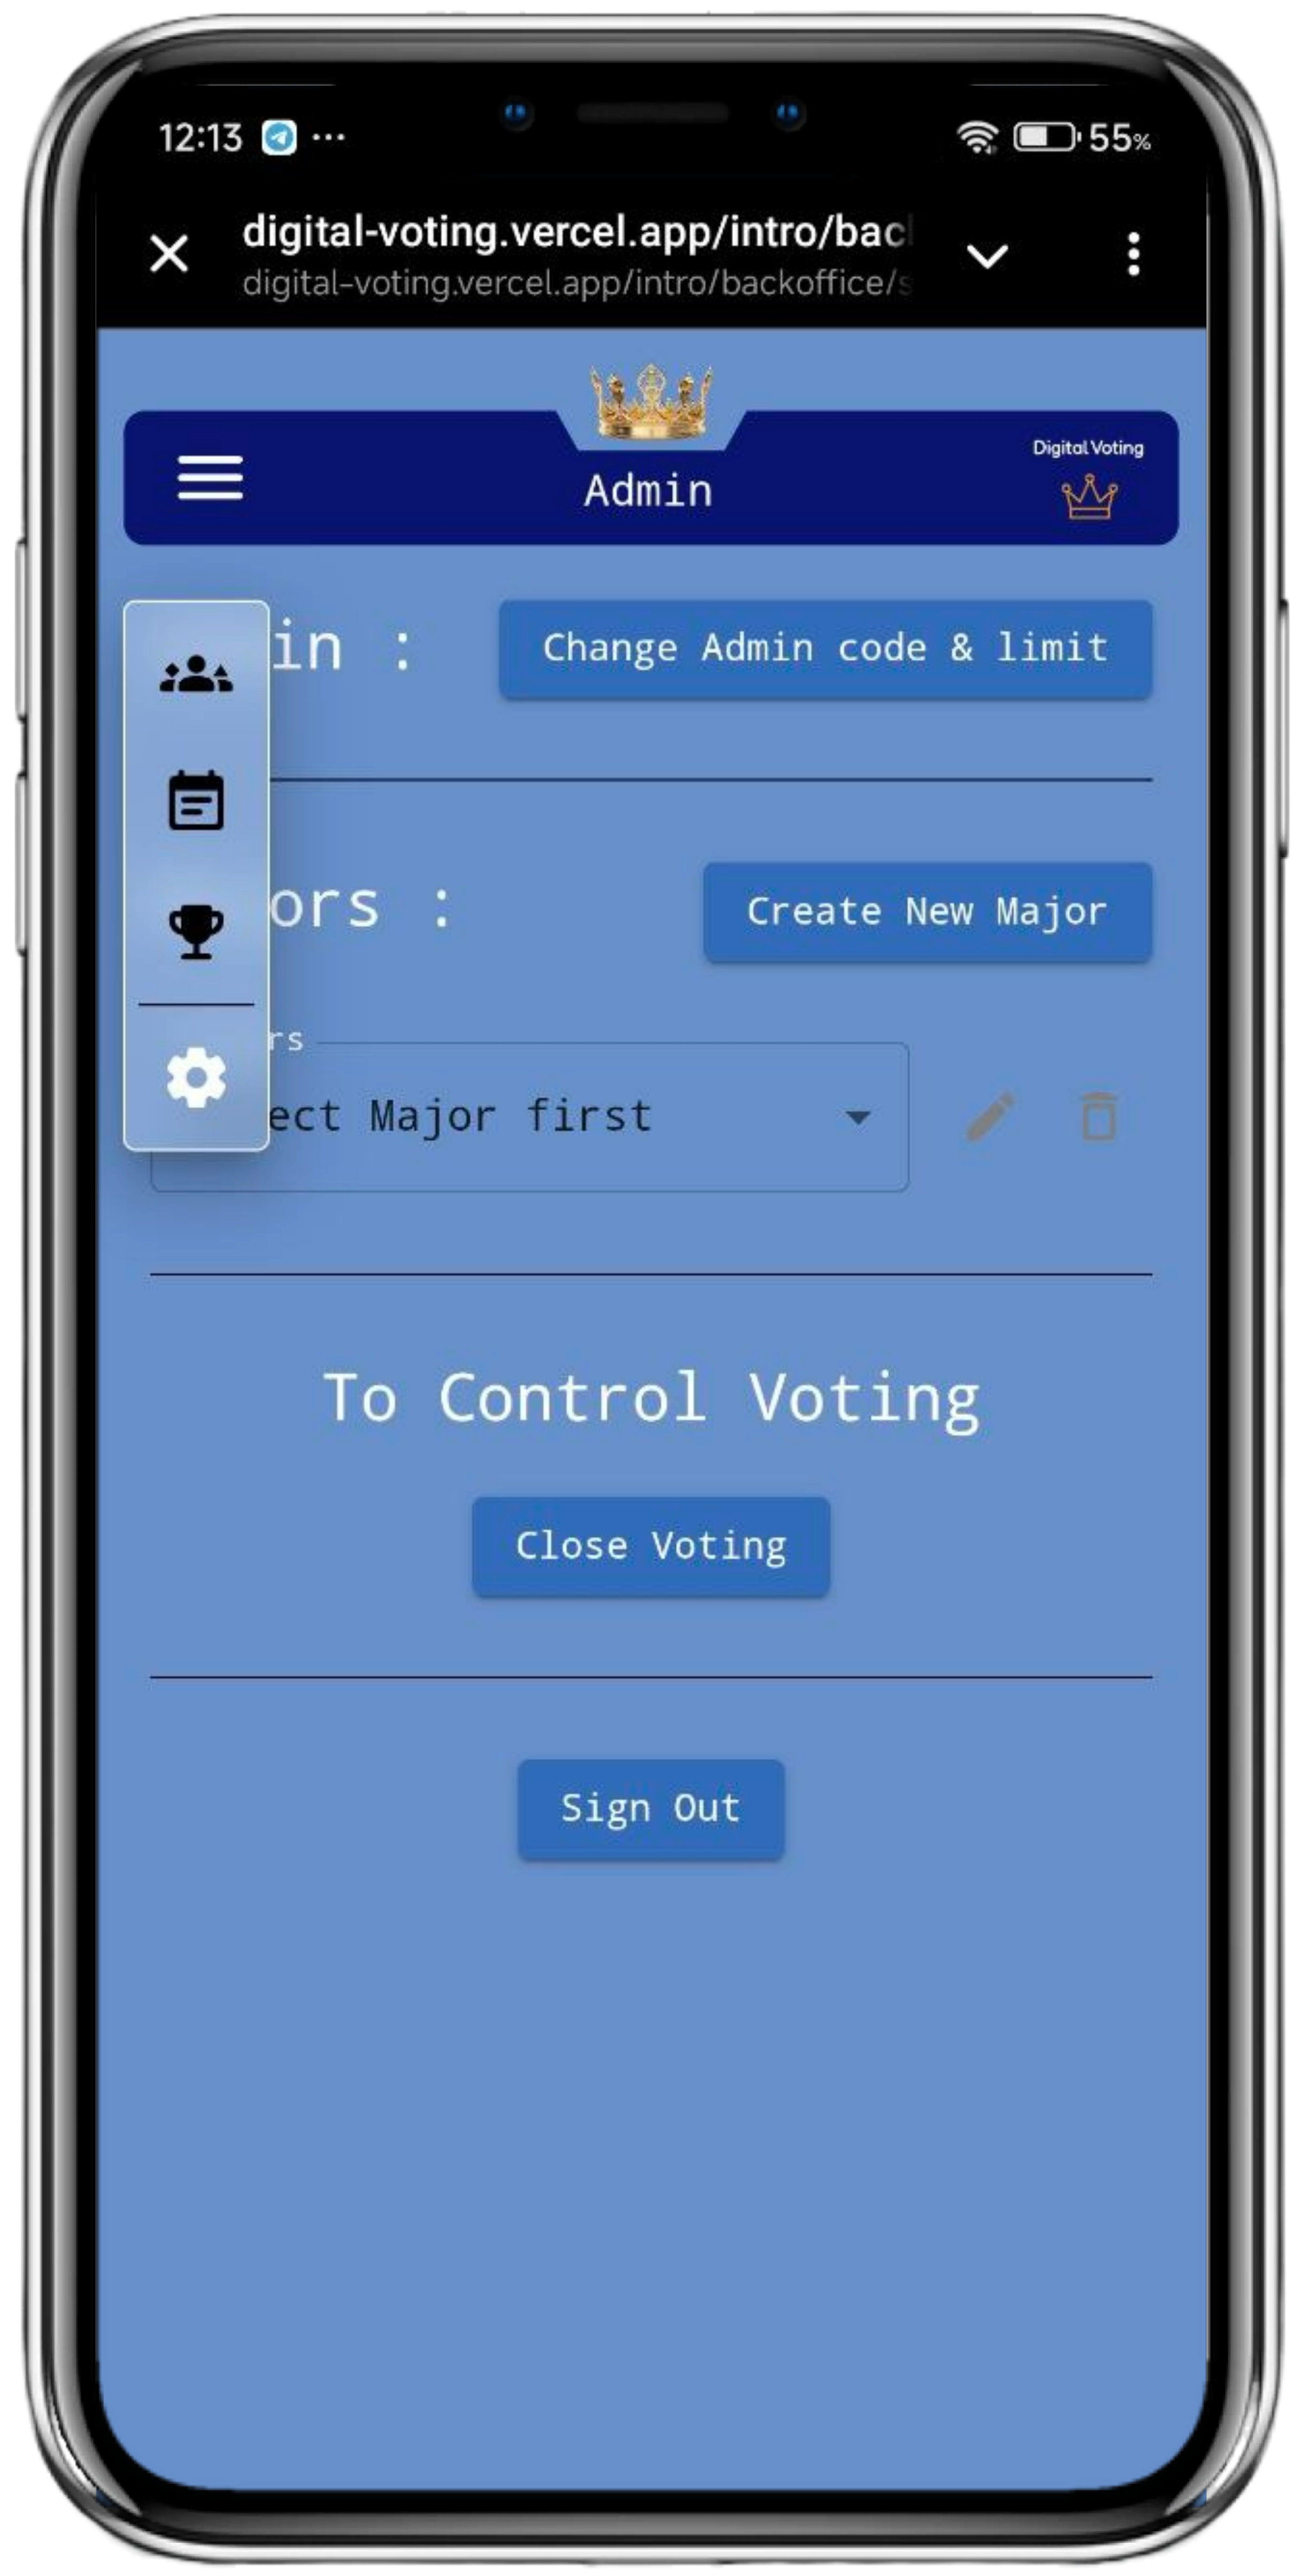 12:13 ... 55%
digital-voting.vercel.app/intro/bac
digital-voting.vercel.app/intro/backoffice/s
Digital Voting
Admin
in :
Change Admin code & limit
ors :
Create New Major
rs
ect Major first
To Control Voting
Close Voting
Sign Out